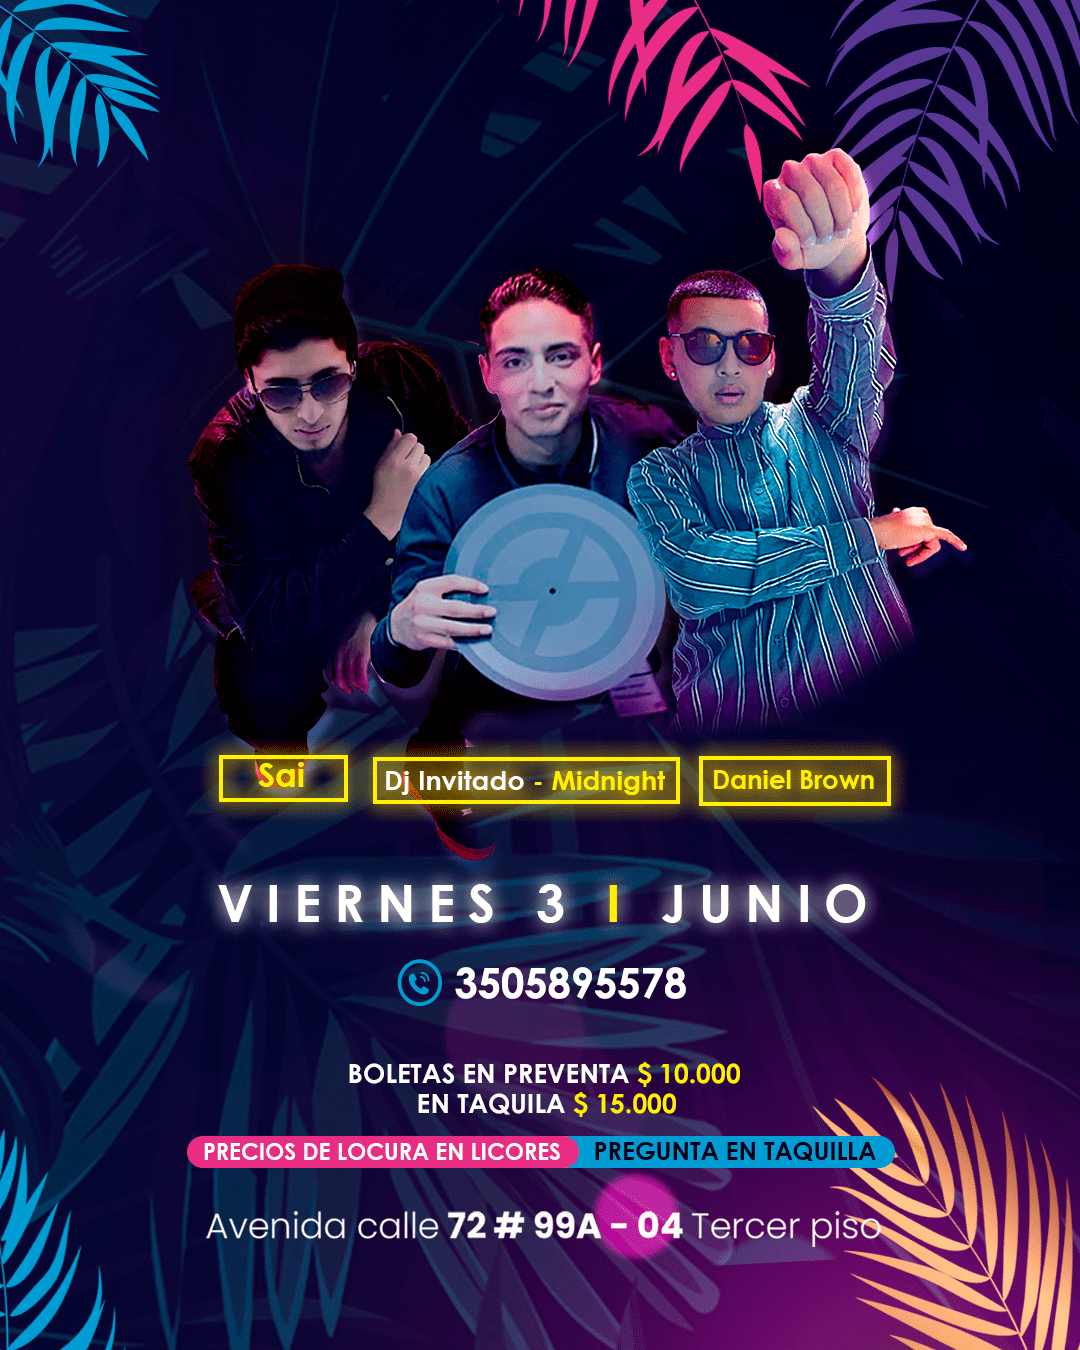 Sai
Dj Invitado - Midnight
Daniel Brown
VIERNES 3 I JUNIO
3505895578
BOLETAS EN PREVENTA $ 10.000
EN TAQUILA $ 15.000
PRECIOS DE LOCURA EN LICORES PREGUNTA EN TAQUILLA
Avenida calle 72 # 99A - 04 Tercer piso